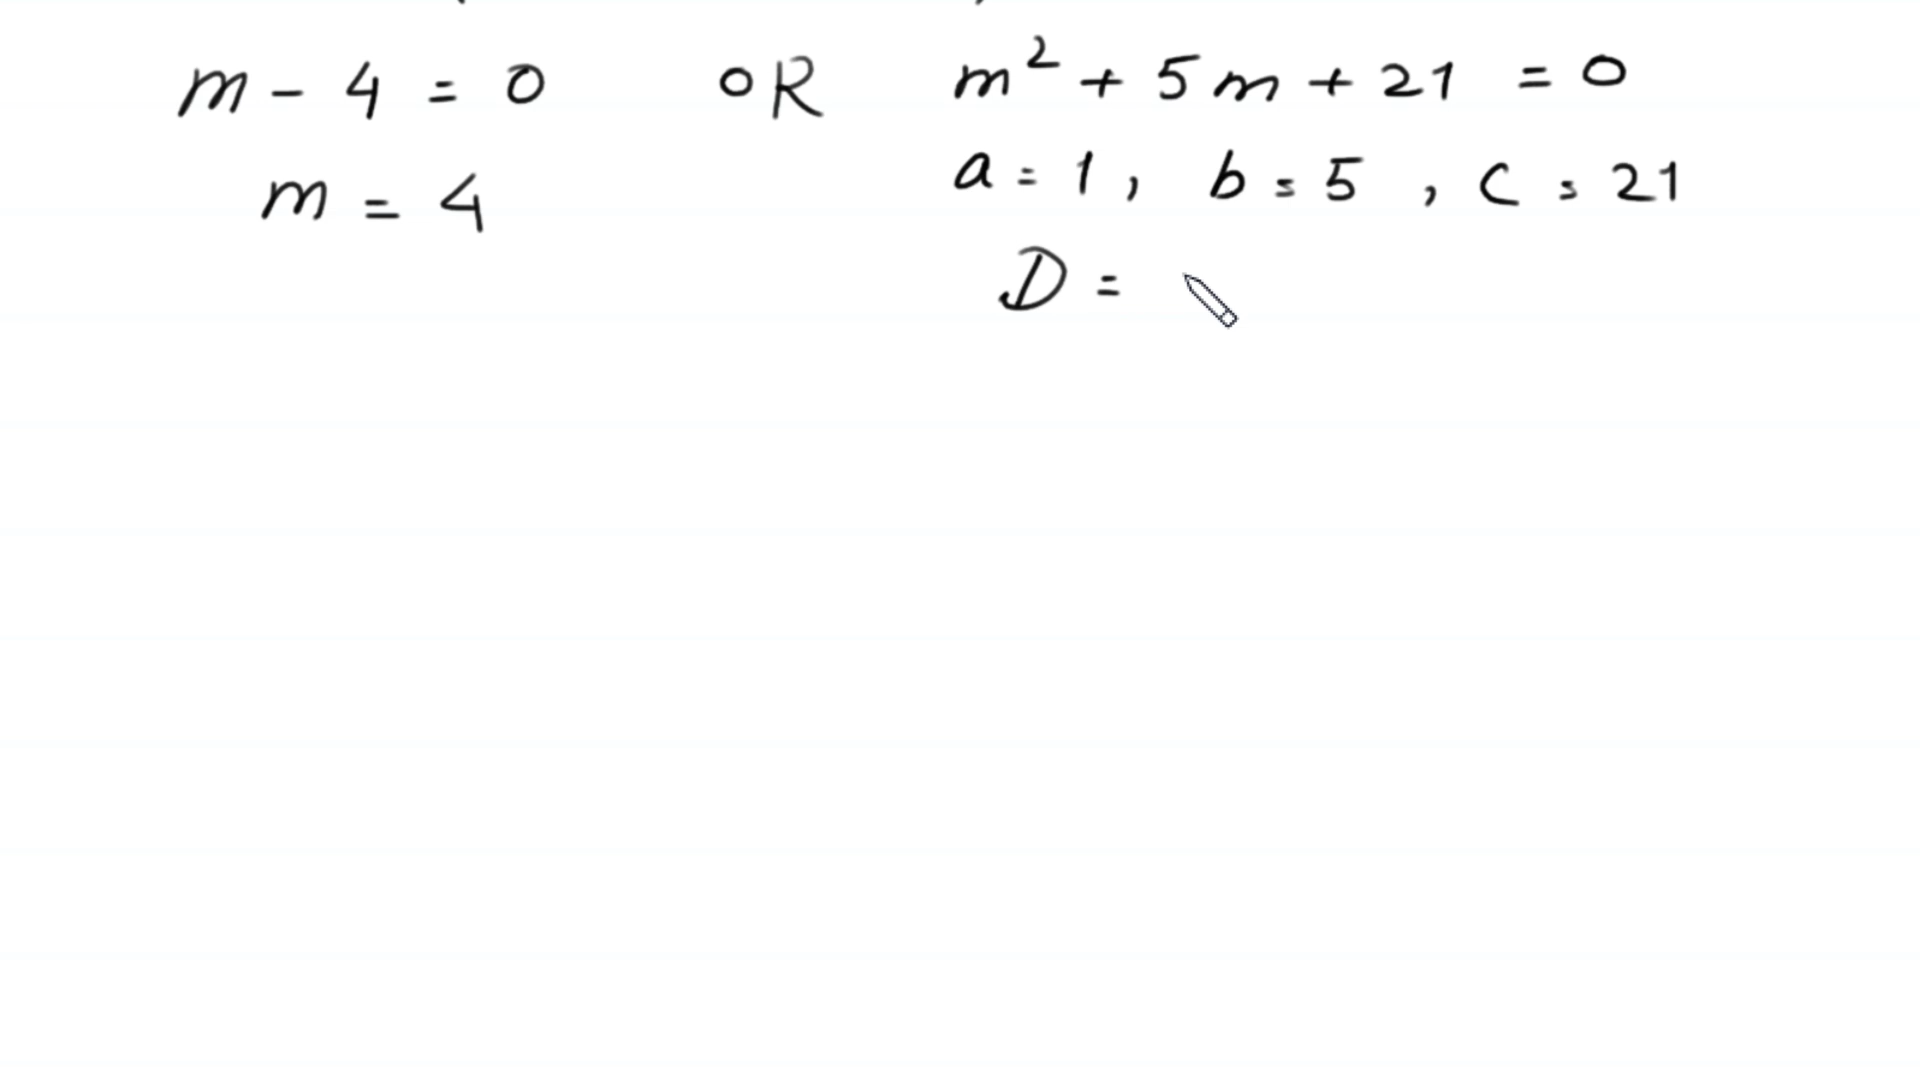 m - 4 = 0 OR m² + 5m + 21 = 0
m = 4 a = 1, b = 5, c = 21
D =